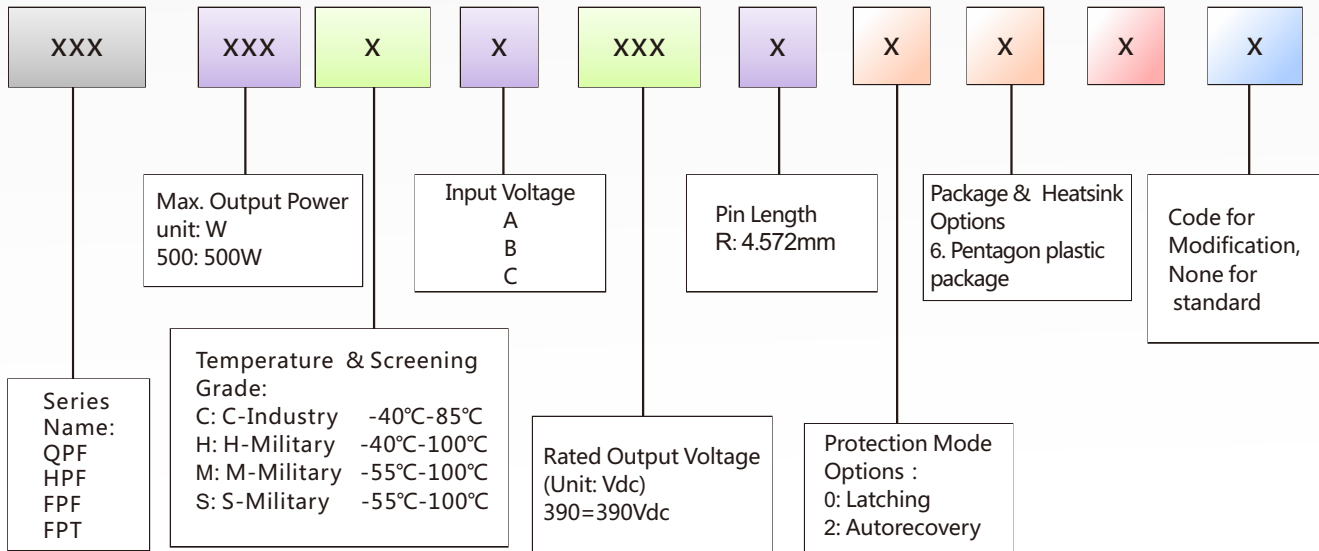 XXX XXX X X XXX X X X X X
Max. Output Power
unit: W
500: 500W
Input Voltage
A
B
C
Pin Length
R: 4.572mm
Package & Heatsink
Options
6. Pentagon plastic
package
Code for
Modification,
None for
standard
Series
Name:
QPF
HPF
FPF
FPT
Temperature & Screening
Grade:
C: C-Industry -40℃-85℃
H: H-Military -40℃-100℃
M: M-Military -55℃-100℃
S: S-Military -55℃-100℃
Rated Output Voltage
(Unit: Vdc)
390=390Vdc
Protection Mode
Options :
0: Latching
2: Autorecovery